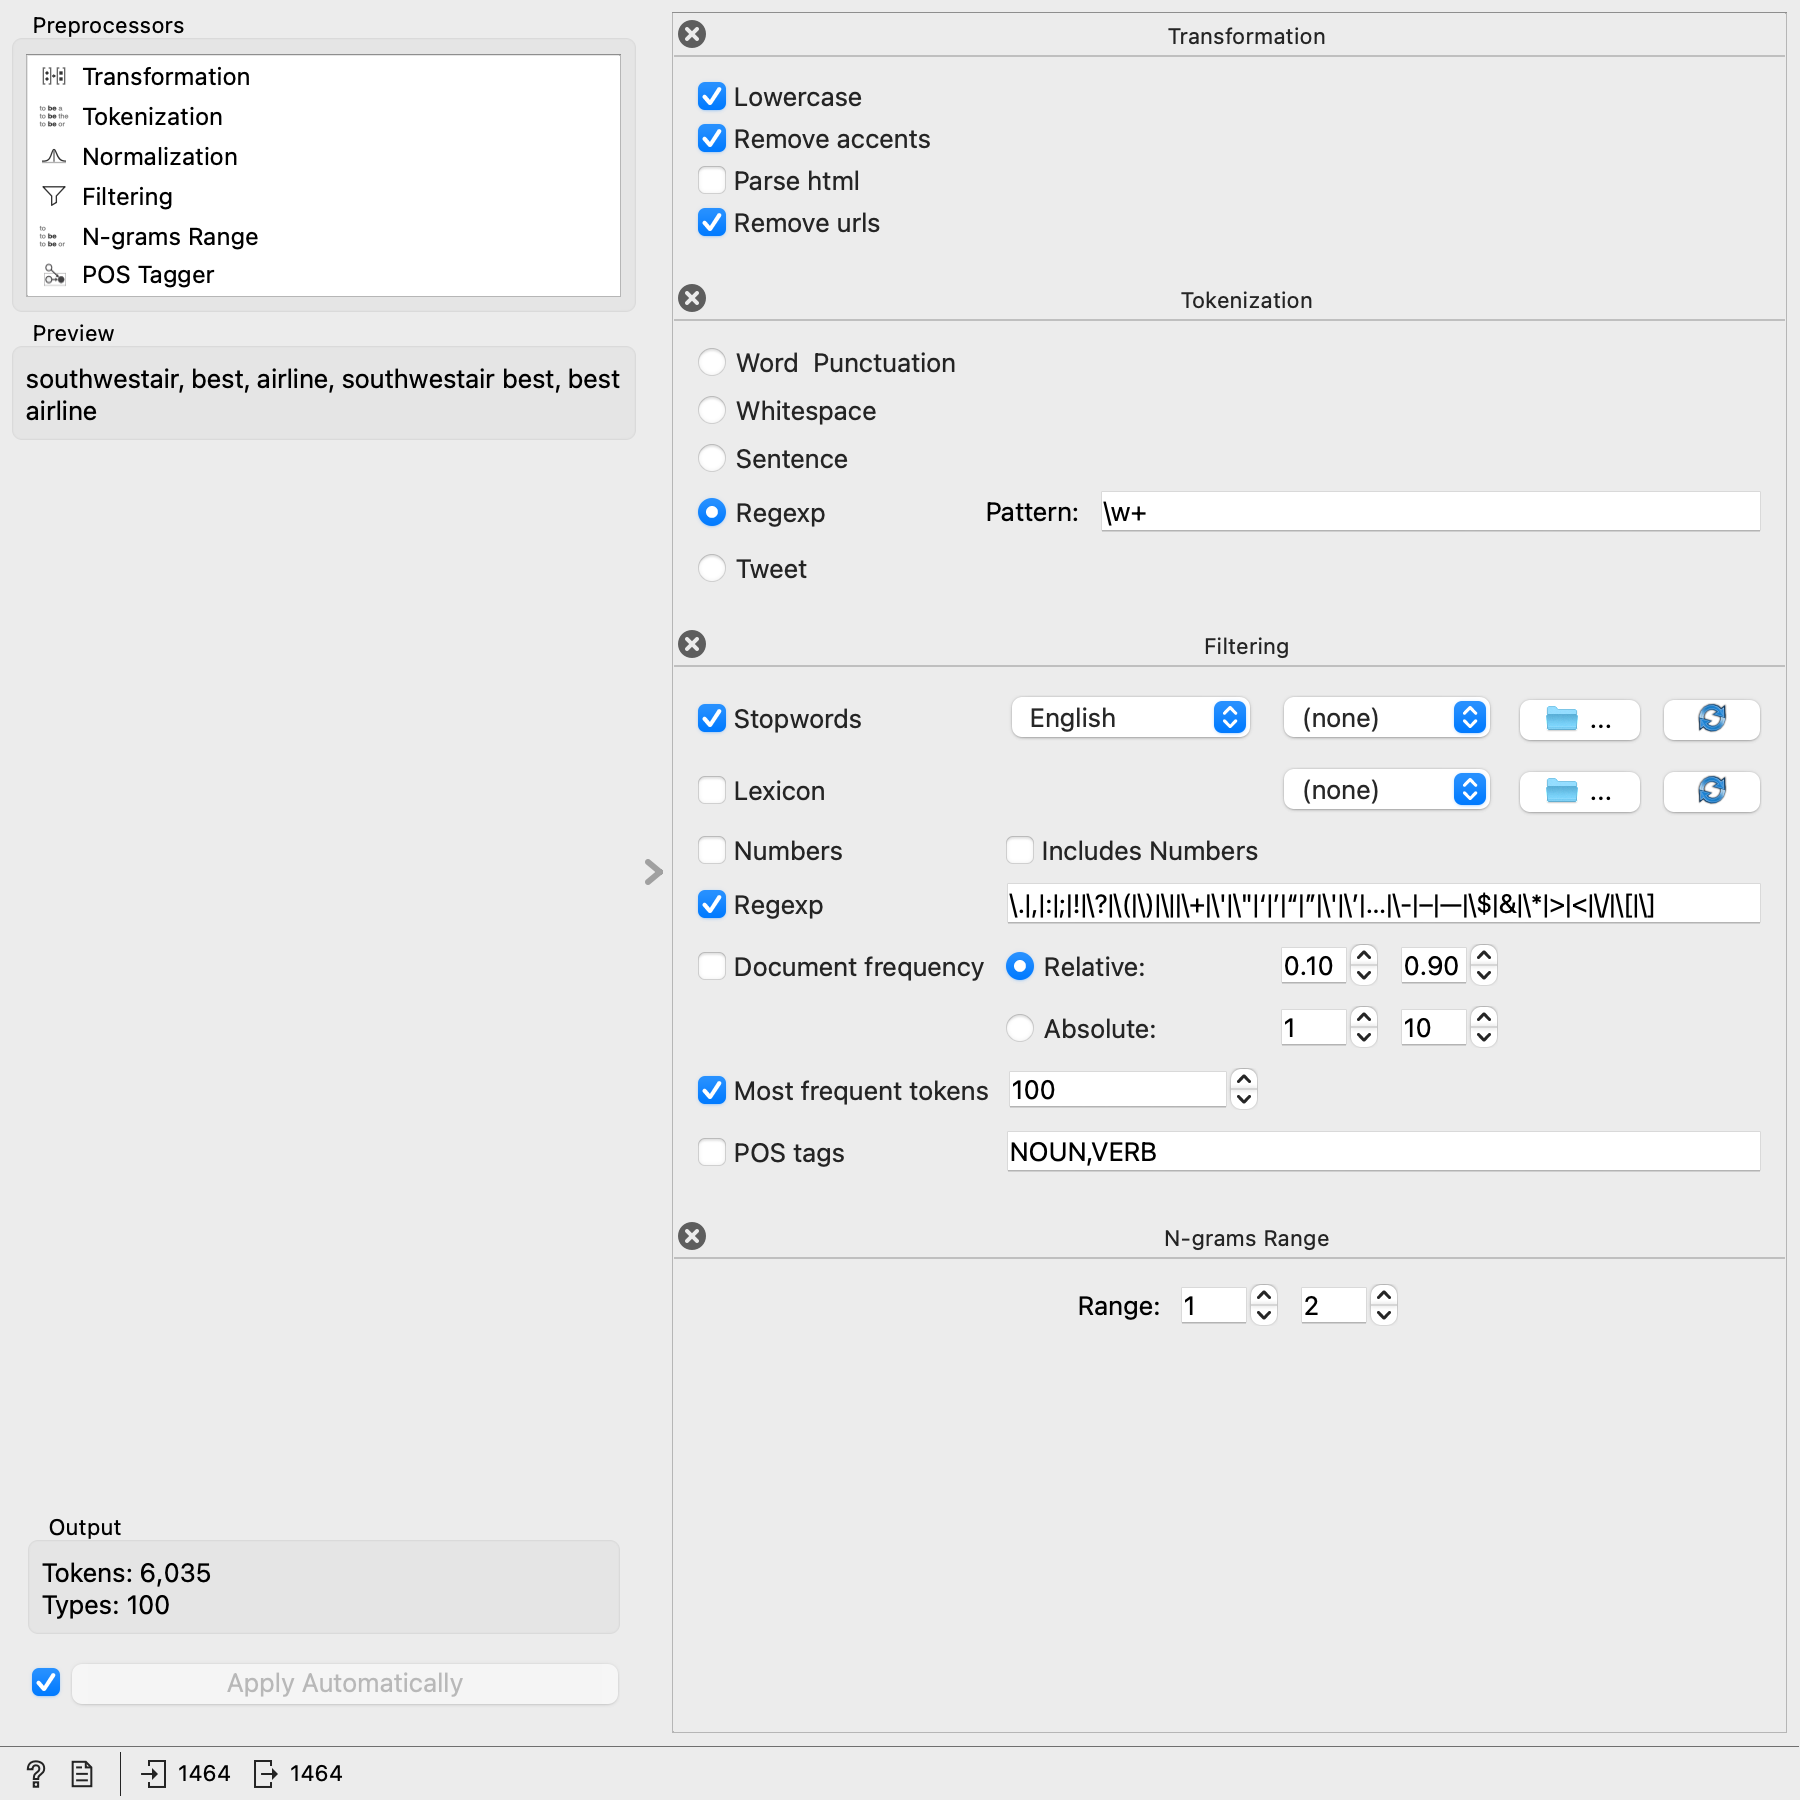 Preprocessors
Transformation
Tokenization
Normalization
Filtering
N-grams Range
POS Tagger
Preview
southwestair, best, airline, southwestair best, best
airline
Output
Tokens: 6,035
Types: 100
Apply Automatically
1464 1464
Transformation
Lowercase
Remove accents
Parse html
Remove urls
Tokenization
Word Punctuation
Whitespace
Sentence
Regexp Pattern: \w+
Tweet
Filtering
Stopwords English (none) ...
Lexicon (none) ...
Numbers Includes Numbers
Regexp \.|,|:|;|!|\?|\(|\)|\||\+|\'|\"|‘|’|“|”|\'|\’|…|\-|–|—|\$|&|\*|>|<|\/|\[|\]
Document frequency Relative: 0.10 0.90
Absolute: 1 10
Most frequent tokens 100
POS tags NOUN,VERB
N-grams Range
Range: 1 2